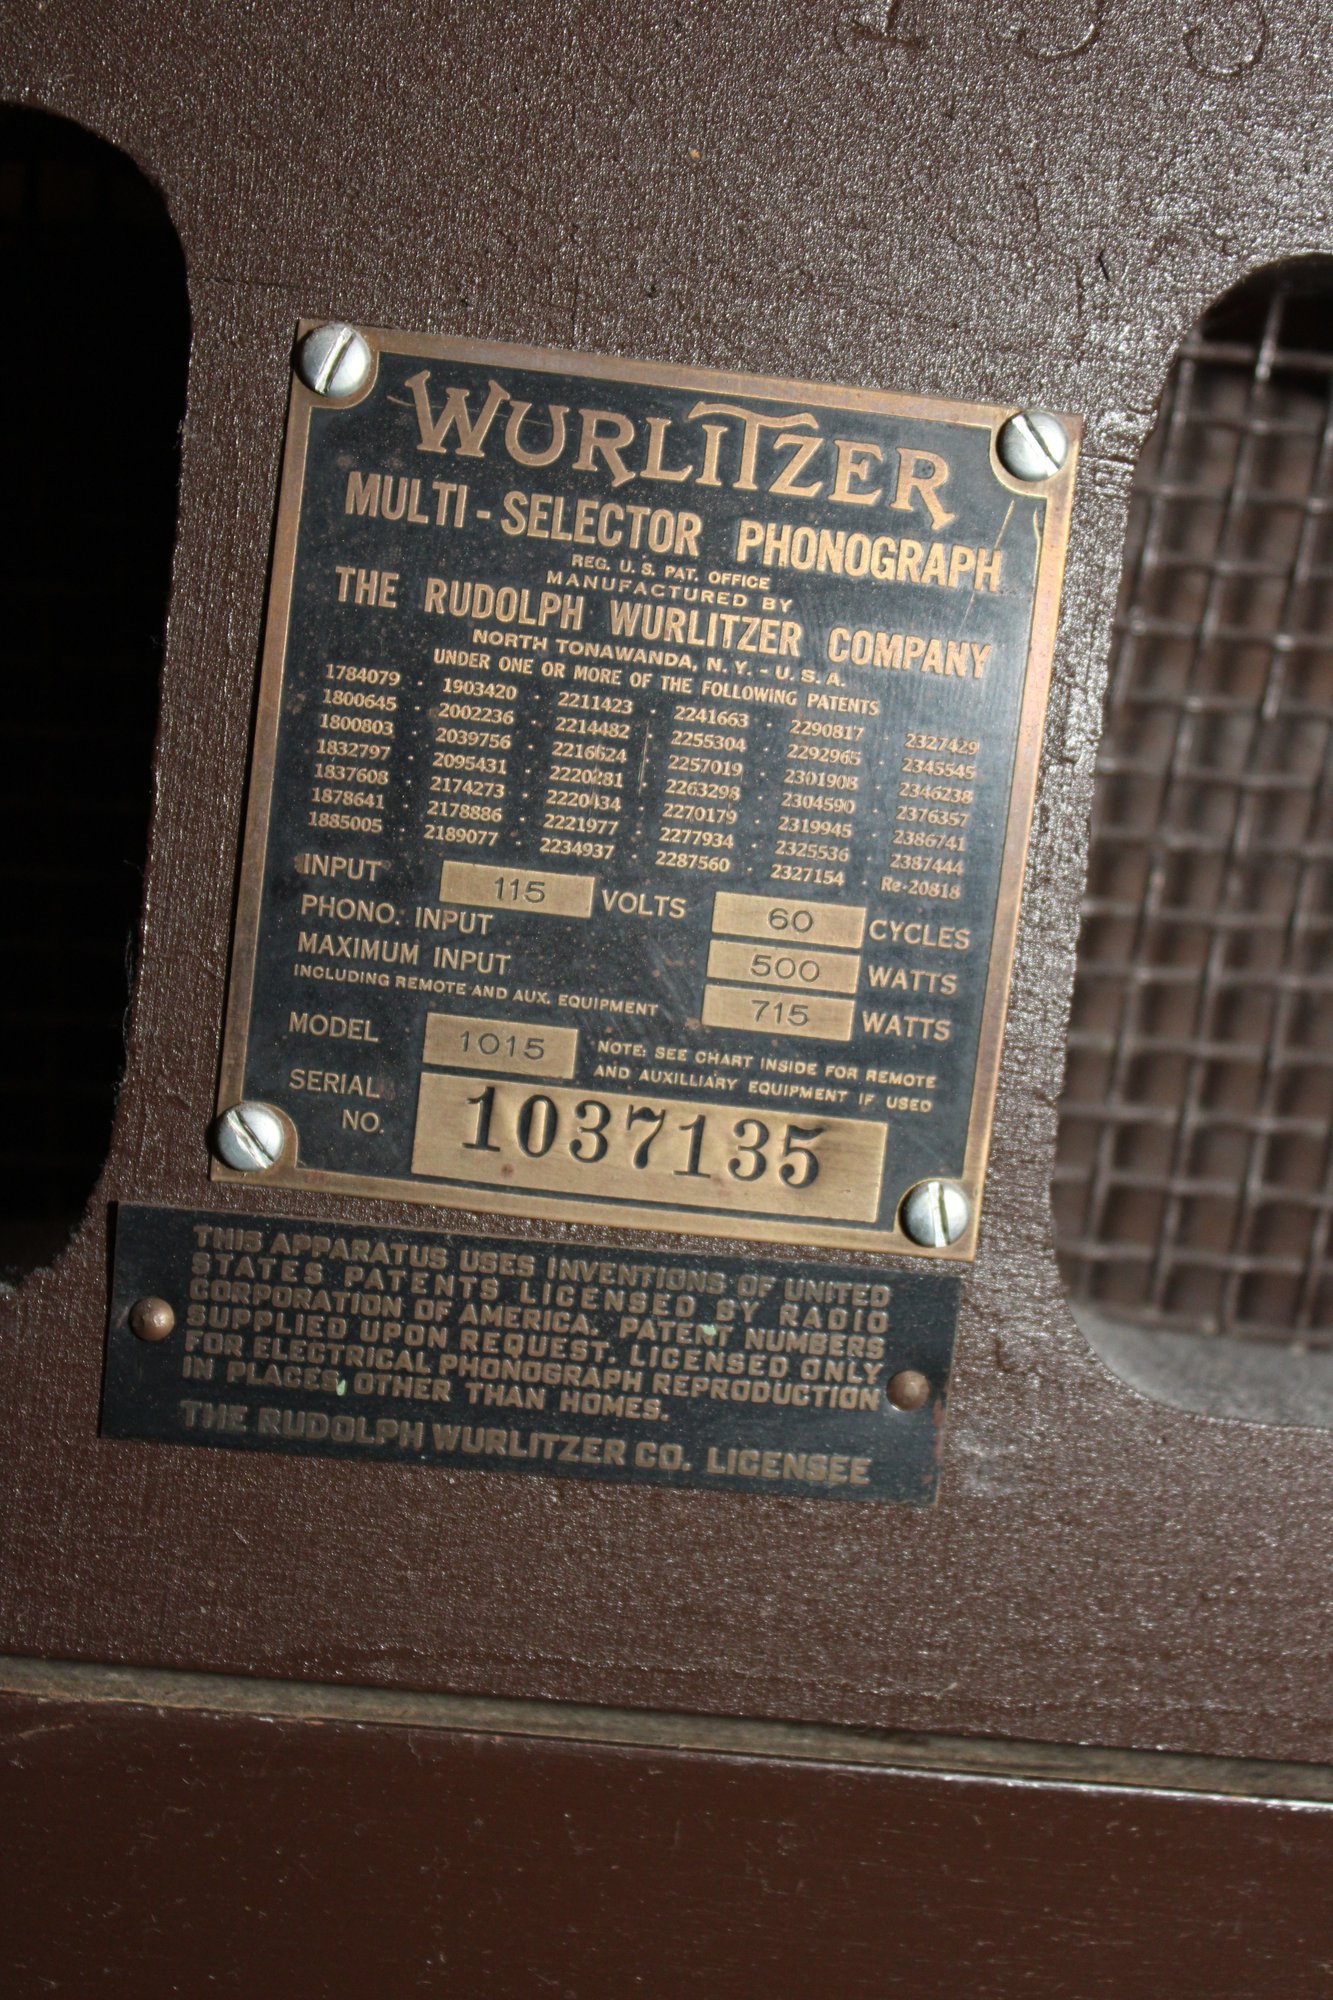 WURLITZER
MULTI-SELECTOR PHONOGRAPH
REG. U. S. PAT. OFFICE
MANUFACTURED BY
THE RUDOLPH WURLITZER COMPANY
NORTH TONAWANDA, N. Y. - U. S. A.
UNDER ONE OR MORE OF THE FOLLOWING PATENTS
1784079 · 1903420 · 2211423 · 2241663 · 2290817 · 2327429
1800645 · 2002236 · 2214482 · 2255304 · 2292965 · 2345545
1800803 · 2039756 · 2216624 · 2257019 · 2301908 · 2346238
1832797 · 2095431 · 2220281 · 2263298 · 2304590 · 2376357
1837608 · 2174273 · 2220434 · 2270179 · 2319945 · 2386741
1878641 · 2178886 · 2221977 · 2277934 · 2325536 · 2387444
1885005 · 2189077 · 2234937 · 2287560 · 2327154 · Re-20818
INPUT 115 VOLTS 60 CYCLES
PHONO. INPUT 500 WATTS
MAXIMUM INPUT 715 WATTS
INCLUDING REMOTE AND AUX. EQUIPMENT
MODEL 1015 NOTE: SEE CHART INSIDE FOR REMOTE
AND AUXILLIARY EQUIPMENT IF USED
SERIAL NO. 1037135
THIS APPARATUS USES INVENTIONS OF UNITED
STATES PATENTS LICENSED BY RADIO
CORPORATION OF AMERICA. PATENT NUMBERS
SUPPLIED UPON REQUEST. LICENSED ONLY
FOR ELECTRICAL PHONOGRAPH REPRODUCTION
IN PLACES OTHER THAN HOMES.
THE RUDOLPH WURLITZER CO. LICENSEE